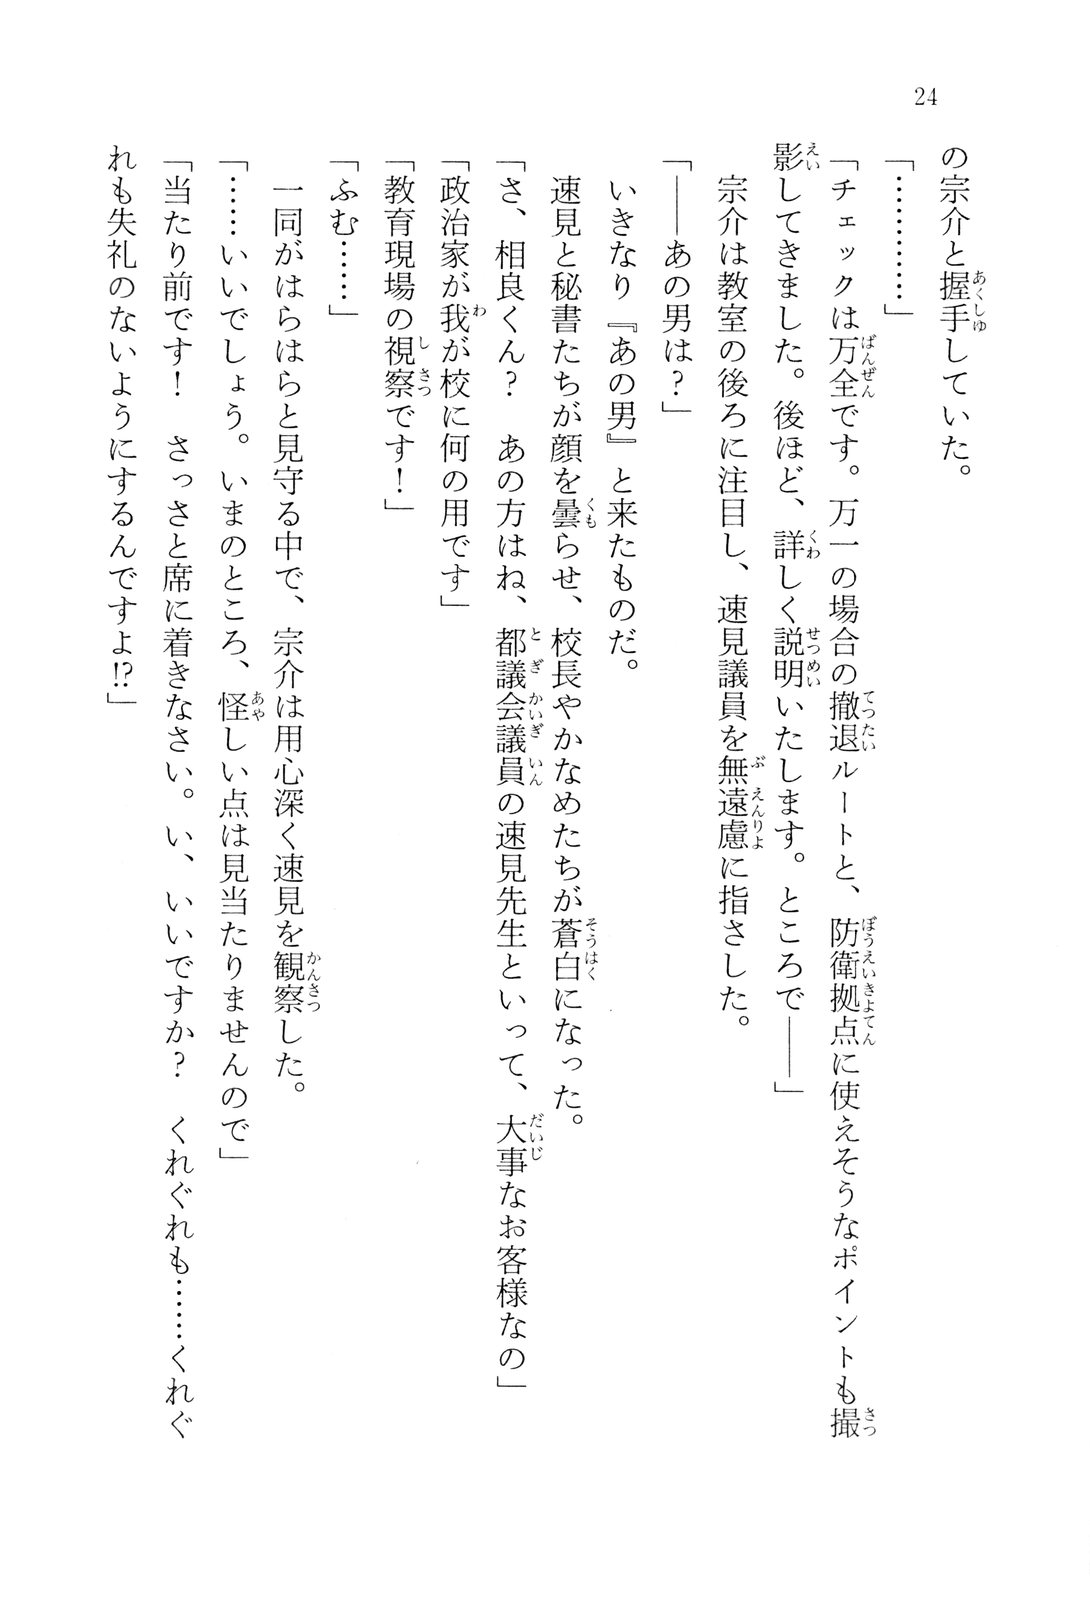 24
の宗介と握手していた。
「…………」
「チェックは万全です。万一の場合の撤退ルートと、防衛拠点に使えそうなポイントも撮
影してきました。後ほど、詳しく説明いたします。ところで――」
宗介は教室の後ろに注目し、速見議員を無遠慮に指さした。
「――あの男は？」
いきなり『あの男』と来たものだ。
速見と秘書たちが顔を曇らせ、校長やかなめたちが蒼白になった。
「さ、相良くん？　あの方はね、都議会議員の速見先生といって、大事なお客様なの」
「政治家が我が校に何の用です」
「教育現場の視察です！」
「ふむ……」
一同がはらはらと見守る中で、宗介は用心深く速見を観察した。
「……いいでしょう。いまのところ、怪しい点は見当たりませんので」
「当たり前です！　さっさと席に着きなさい。い、いいですか？　くれぐれも……くれぐ
れも失礼のないようにするんですよ!?」